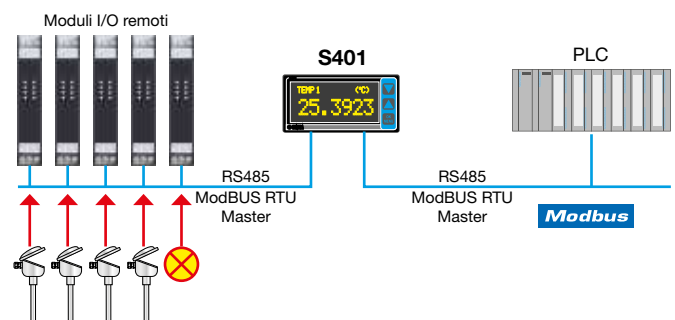 Moduli I/O remoti
S401
PLC
TEMP 1 (°C)
25.3923
RS485
ModBUS RTU
Master
RS485
ModBUS RTU
Master
Modbus